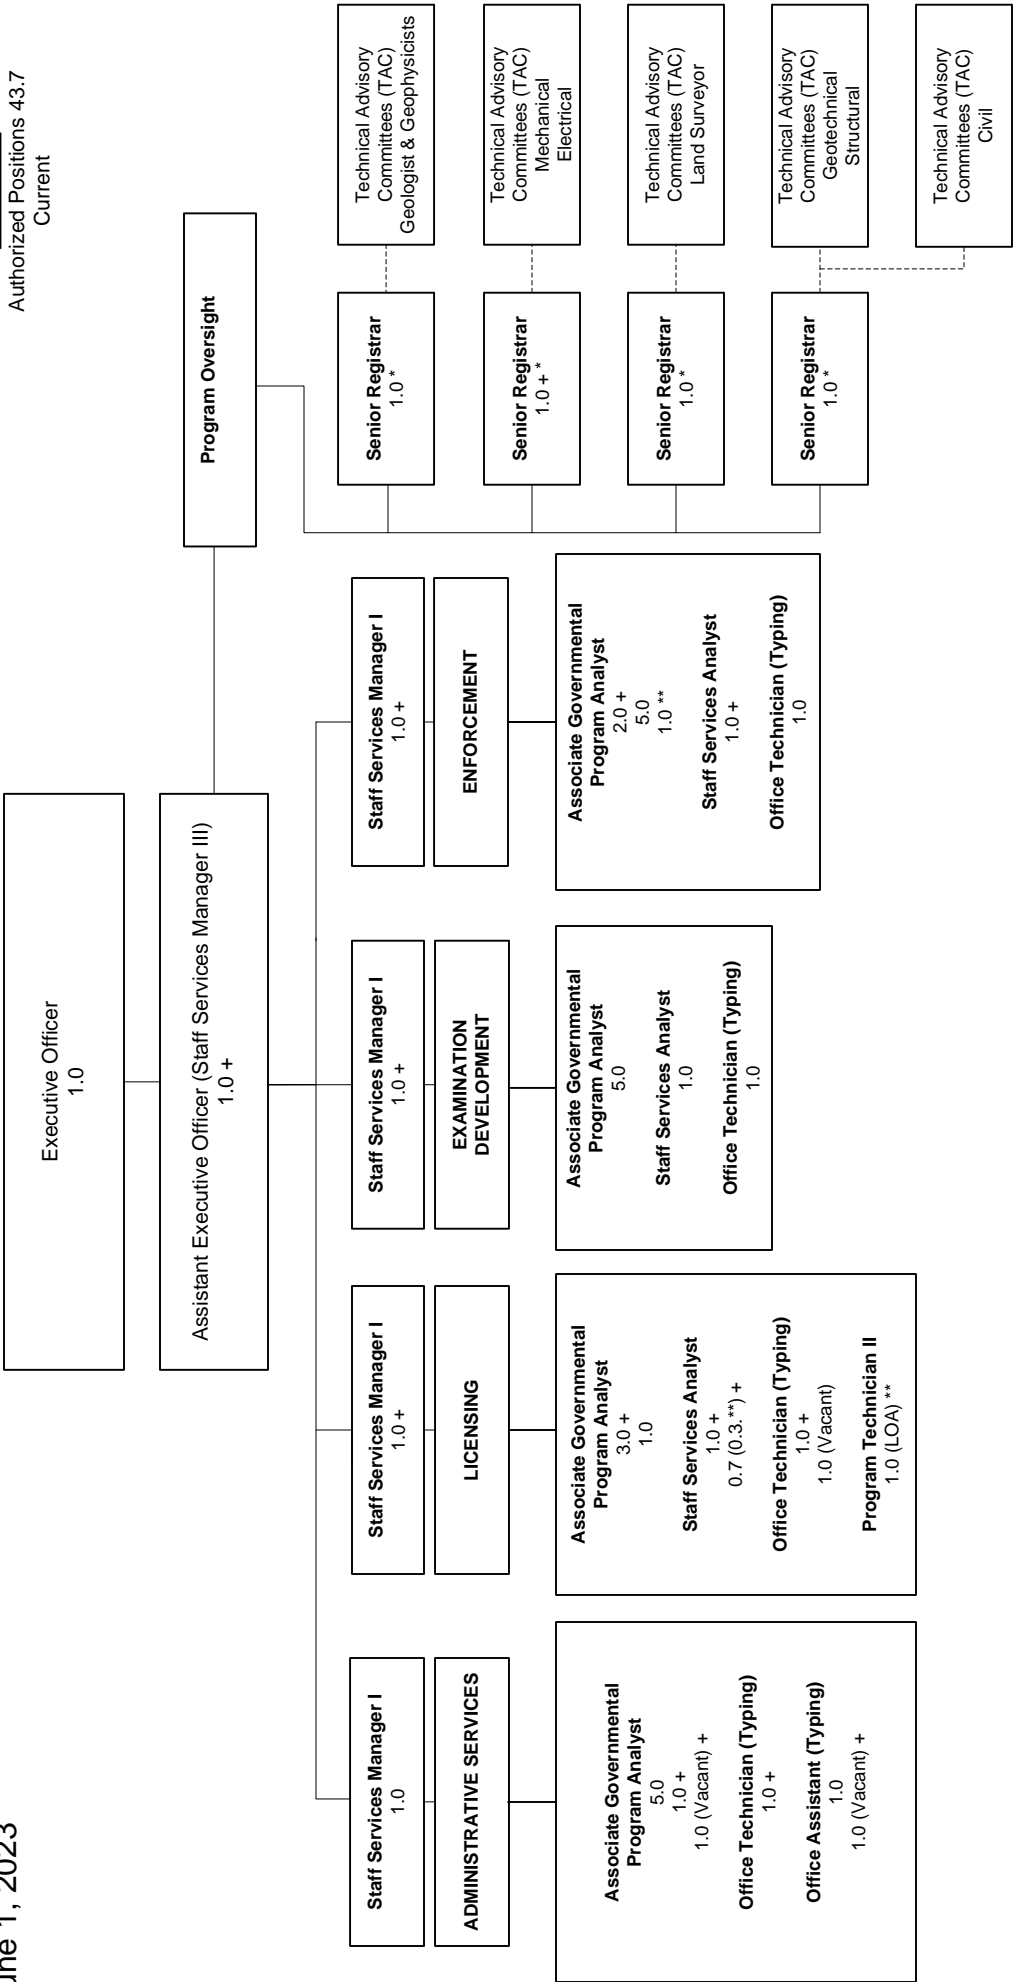 une 1, 2023
Authorized Positions 43.7
Current
Executive Officer
1.0
Assistant Executive Officer (Staff Services Manager III)
1.0 +
Program Oversight
Staff Services Manager I
1.0
ADMINISTRATIVE SERVICES
Associate Governmental
Program Analyst
5.0
1.0 +
1.0 (Vacant) +
Office Technician (Typing)
1.0 +
Office Assistant (Typing)
1.0
1.0 (Vacant) +
Staff Services Manager I
1.0 +
LICENSING
Associate Governmental
Program Analyst
3.0 +
1.0
Staff Services Analyst
1.0 +
0.7 (0.3.**) +
Office Technician (Typing)
1.0 +
1.0 (Vacant)
Program Technician II
1.0 (LOA) **
Staff Services Manager I
1.0 +
EXAMINATION
DEVELOPMENT
Associate Governmental
Program Analyst
5.0
Staff Services Analyst
1.0
Office Technician (Typing)
1.0
Staff Services Manager I
1.0 +
ENFORCEMENT
Associate Governmental
Program Analyst
2.0 +
5.0
1.0 **
Staff Services Analyst
1.0 +
Office Technician (Typing)
1.0
Senior Registrar
1.0 *
Technical Advisory
Committees (TAC)
Geologist & Geophysicists
Senior Registrar
1.0 + *
Technical Advisory
Committees (TAC)
Mechanical
Electrical
Senior Registrar
1.0 *
Technical Advisory
Committees (TAC)
Land Surveyor
Senior Registrar
1.0 *
Technical Advisory
Committees (TAC)
Geotechnical
Structural
Technical Advisory
Committees (TAC)
Civil